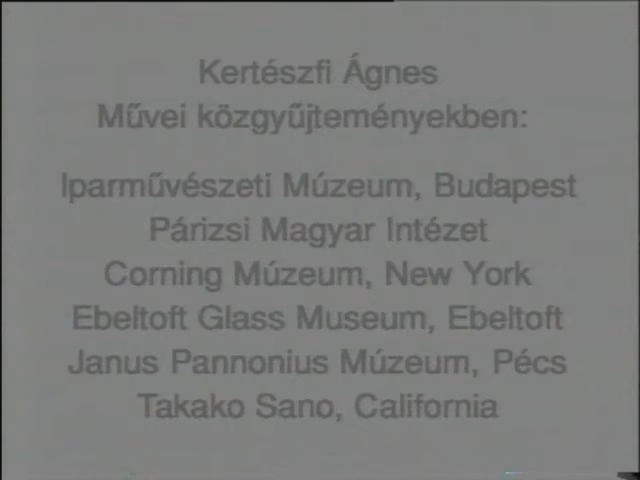 Kertészfi Ágnes
Művei közgyűjteményekben:
Iparművészeti Múzeum, Budapest
Párizsi Magyar Intézet
Corning Múzeum, New York
Ebeltoft Glass Museum, Ebeltoft
Janus Pannonius Múzeum, Pécs
Takako Sano, California